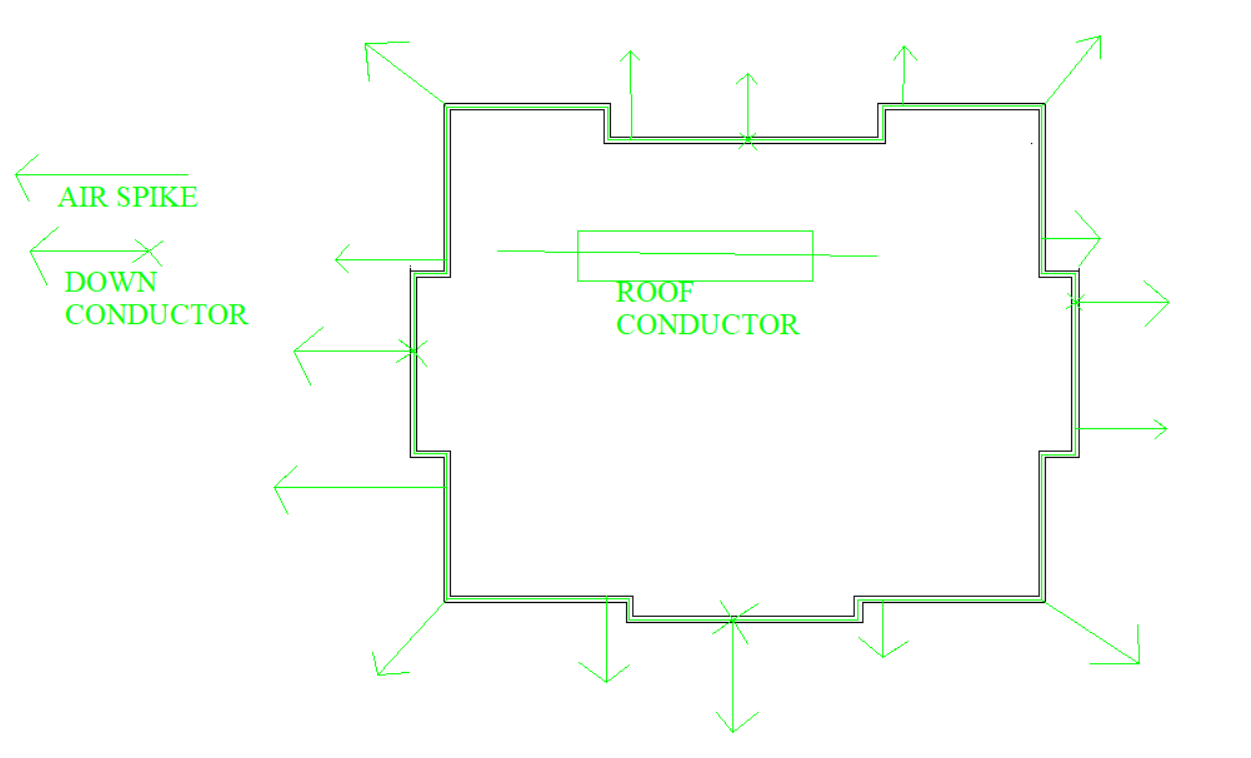 AIR SPIKE
DOWN
CONDUCTOR
ROOF
CONDUCTOR